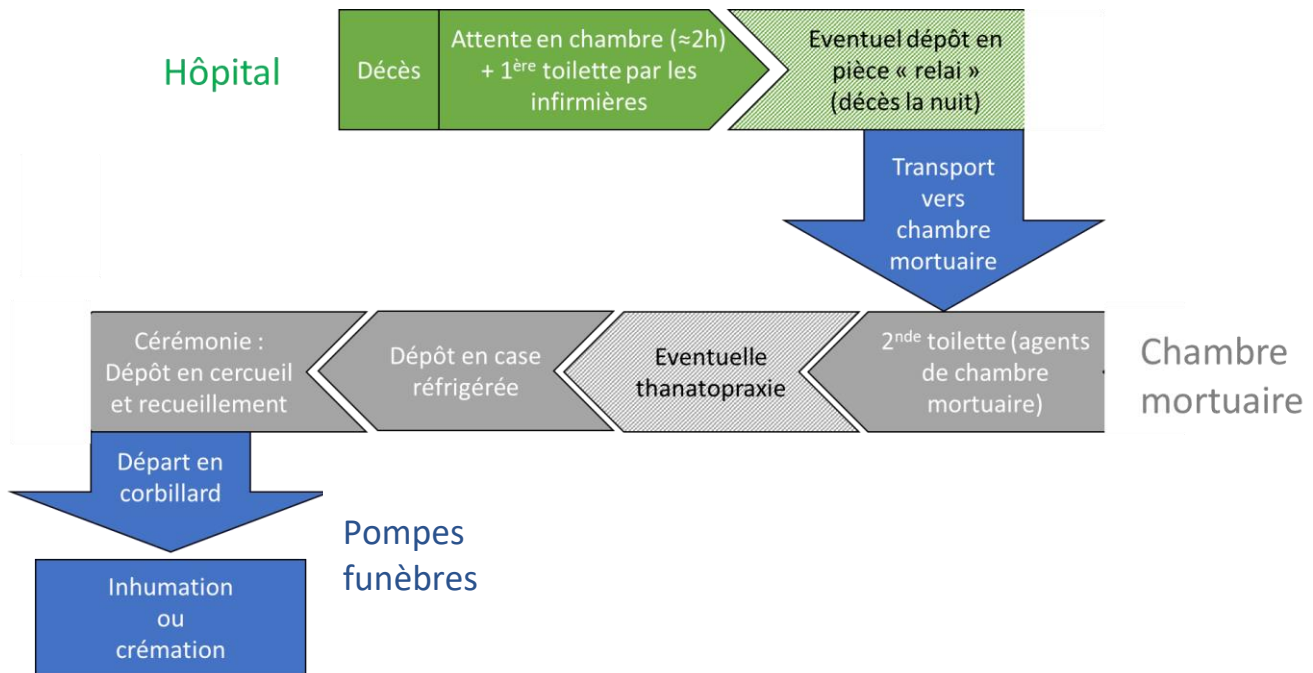 Hôpital
Décès
Attente en chambre (≈2h)
+ 1ère toilette par les
infirmières
Eventuel dépôt en
pièce « relai »
(décès la nuit)
Transport
vers
chambre
mortuaire
Cérémonie :
Dépôt en cercueil
et recueillement
Dépôt en case
réfrigérée
Eventuelle
thanatopraxie
2nde toilette (agents
de chambre
mortuaire)
Chambre
mortuaire
Départ en
corbillard
Pompes
funèbres
Inhumation
ou
crémation